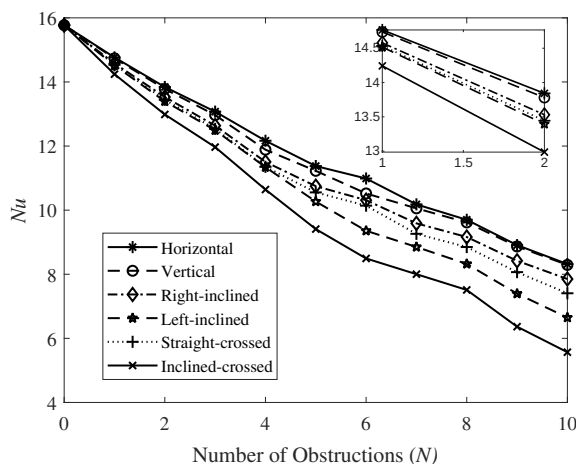 16
14
12
10
8
6
4
Nu
0
2
4
6
8
10
Number of Obstructions (N)
14.5
14
13.5
13
1
1.5
2
Horizontal
Vertical
Right-inclined
Left-inclined
Straight-crossed
Inclined-crossed